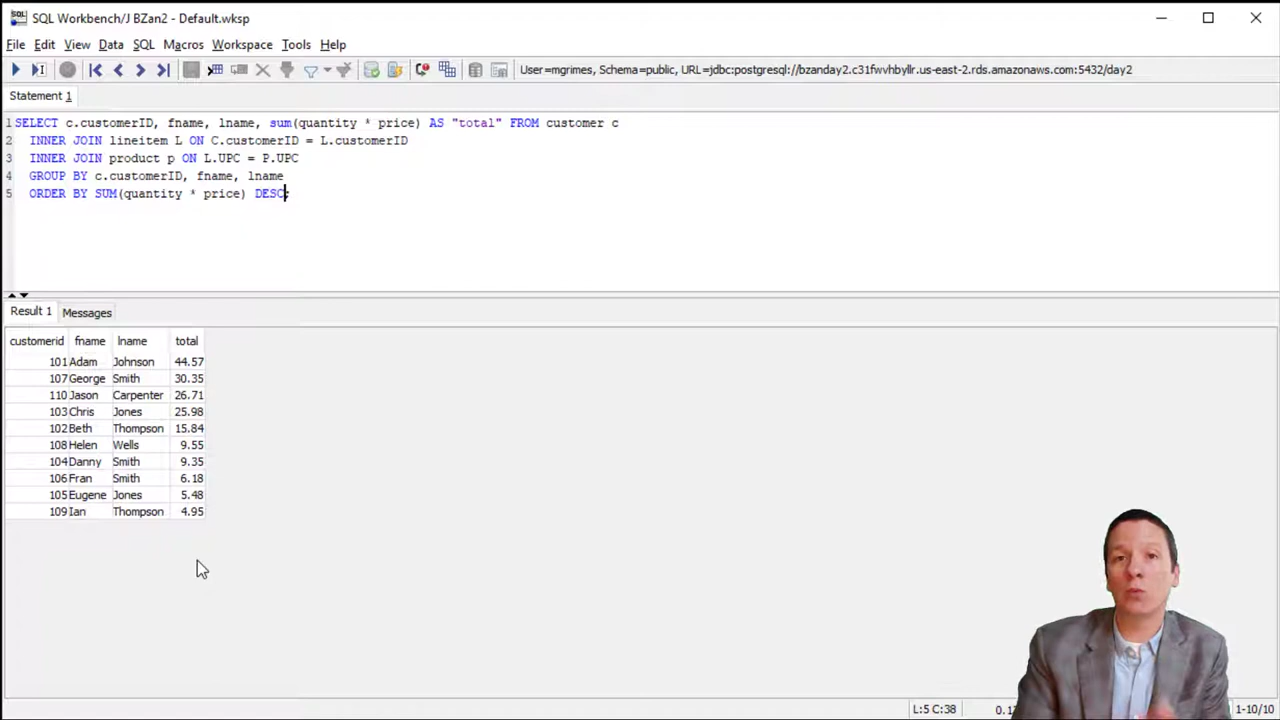 SQL Workbench/J BZan2 - Default.wksp
File Edit View Data SQL Macros Workspace Tools Help
User=mgrimes, Schema=public, URL=jdbc:postgresql://bzanday2.c31fwvhbyllr.us-east-2.rds.amazonaws.com:5432/day2
Statement 1
1 SELECT c.customerID, fname, lname, sum(quantity * price) AS "total" FROM customer c
2 INNER JOIN lineitem L ON C.customerID = L.customerID
3 INNER JOIN product p ON L.UPC = P.UPC
4 GROUP BY c.customerID, fname, lname
5 ORDER BY SUM(quantity * price) DESC;
Result 1 Messages
customerid fname lname total
101 Adam Johnson 44.57
107 George Smith 30.35
110 Jason Carpenter 26.71
103 Chris Jones 25.98
102 Beth Thompson 15.84
108 Helen Wells 9.55
104 Danny Smith 9.35
106 Fran Smith 6.18
105 Eugene Jones 5.48
109 Ian Thompson 4.95
L:5 C:38 1-10/10